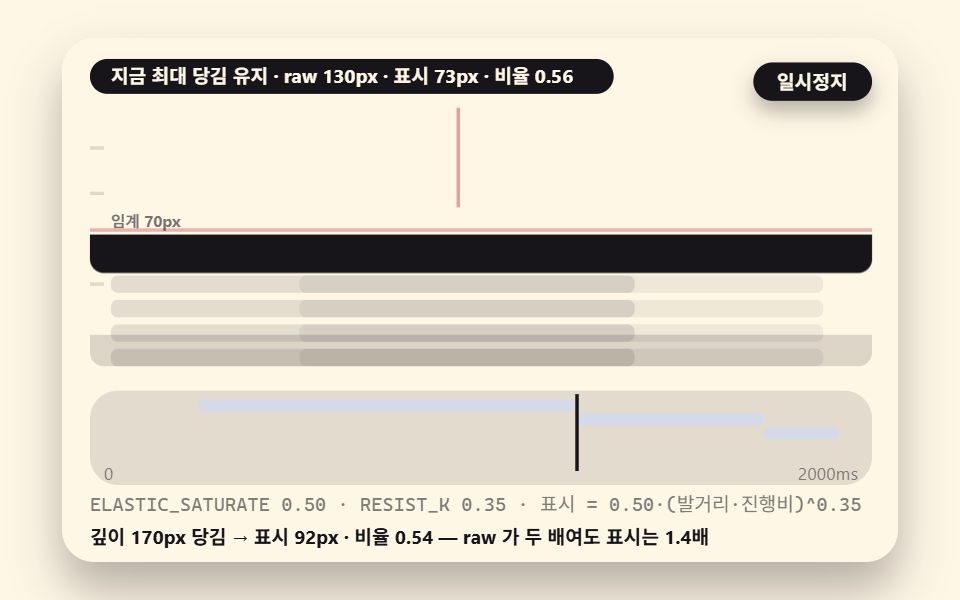 지금 최대 당김 유지 · raw 130px · 표시 73px · 비율 0.56
일시정지
임계 70px
0
2000ms
ELASTIC_SATURATE 0.50 · RESIST_K 0.35 · 표시 = 0.50·(발거리·진행비)^0.35
깊이 170px 당김 → 표시 92px · 비율 0.54 — raw 가 두 배여도 표시는 1.4배